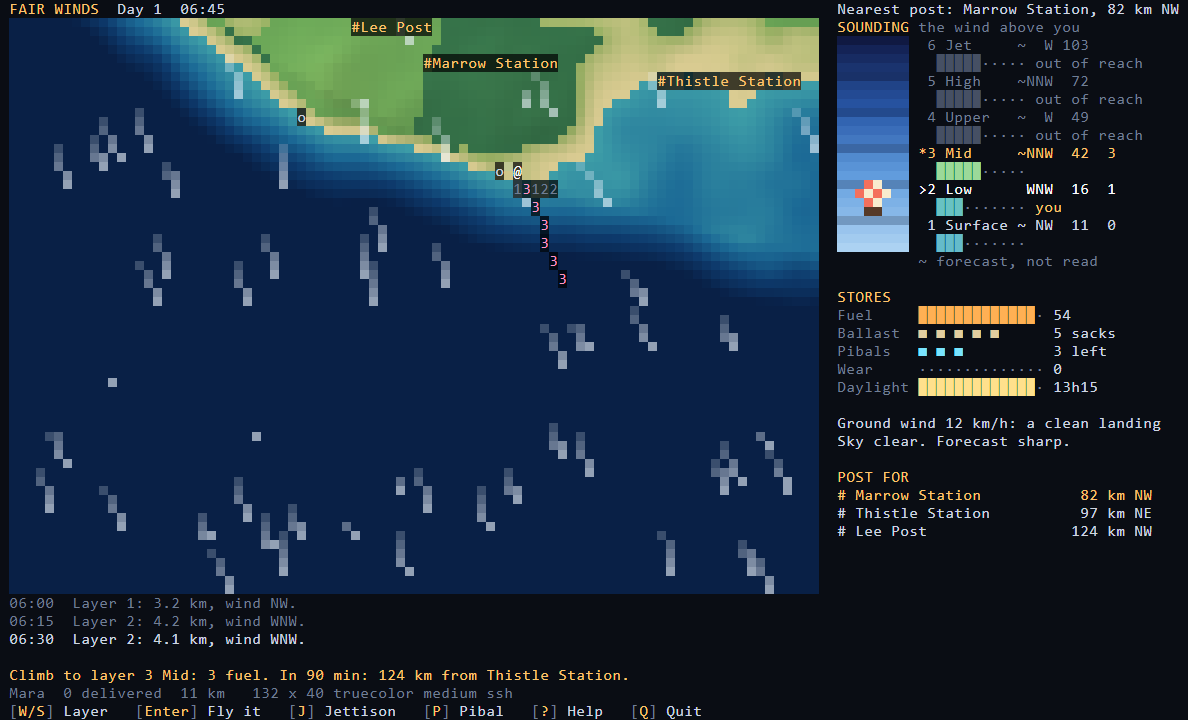 FAIR WINDS  Day 1  06:45
Nearest post: Marrow Station, 82 km NW
#Lee Post
#Marrow Station
#Thistle Station
o
o @
13122
3
3
3
3
3
SOUNDING the wind above you
6 Jet ~ W 103
····· out of reach
5 High ~NNW 72
····· out of reach
4 Upper ~ W 49
····· out of reach
*3 Mid ~NNW 42 3
·····
>2 Low WNW 16 1
······· you
1 Surface ~ NW 11 0
·······
~ forecast, not read
STORES
Fuel 54
Ballast 5 sacks
Pibals 3 left
Wear ·············· 0
Daylight 13h15
Ground wind 12 km/h: a clean landing
Sky clear. Forecast sharp.
POST FOR
# Marrow Station 82 km NW
# Thistle Station 97 km NE
# Lee Post 124 km NW
06:00  Layer 1: 3.2 km, wind NW.
06:15  Layer 2: 4.2 km, wind WNW.
06:30  Layer 2: 4.1 km, wind WNW.
Climb to layer 3 Mid: 3 fuel. In 90 min: 124 km from Thistle Station.
Mara  0 delivered  11 km  132 x 40 truecolor medium ssh
[W/S] Layer  [Enter] Fly it  [J] Jettison  [P] Pibal  [?] Help  [Q] Quit